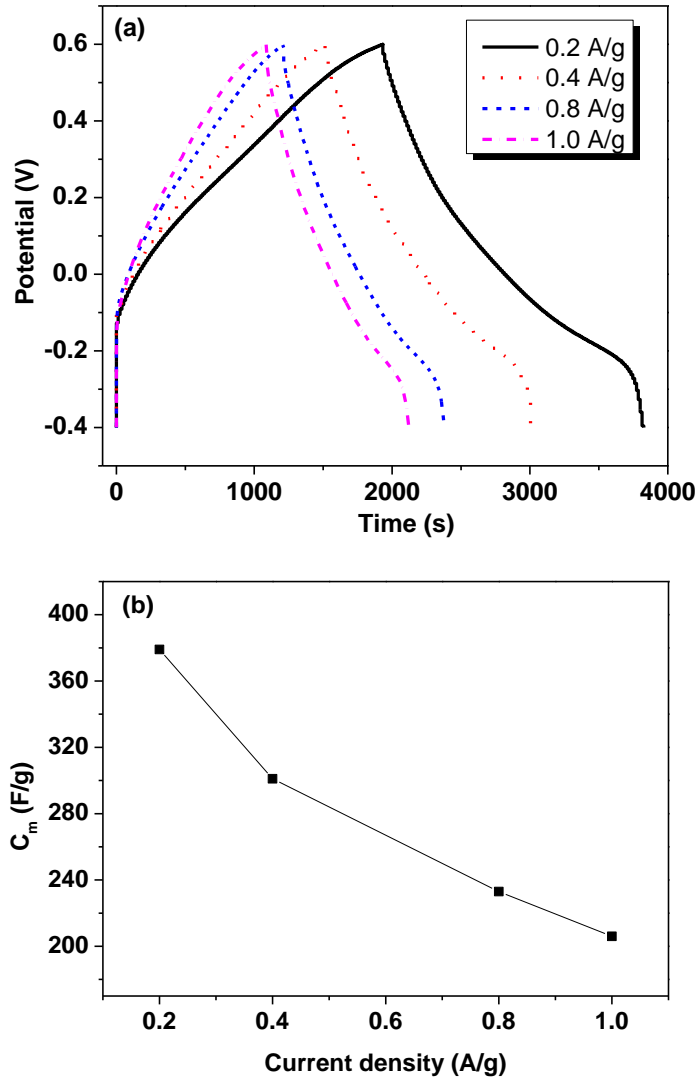 (a)
0.2 A/g
0.4 A/g
0.8 A/g
1.0 A/g
0.6
0.4
0.2
0.0
-0.2
-0.4
Potential (V)
0 1000 2000 3000 4000
Time (s)
(b)
400
360
320
280
240
200
C_m (F/g)
0.2 0.4 0.6 0.8 1.0
Current density (A/g)